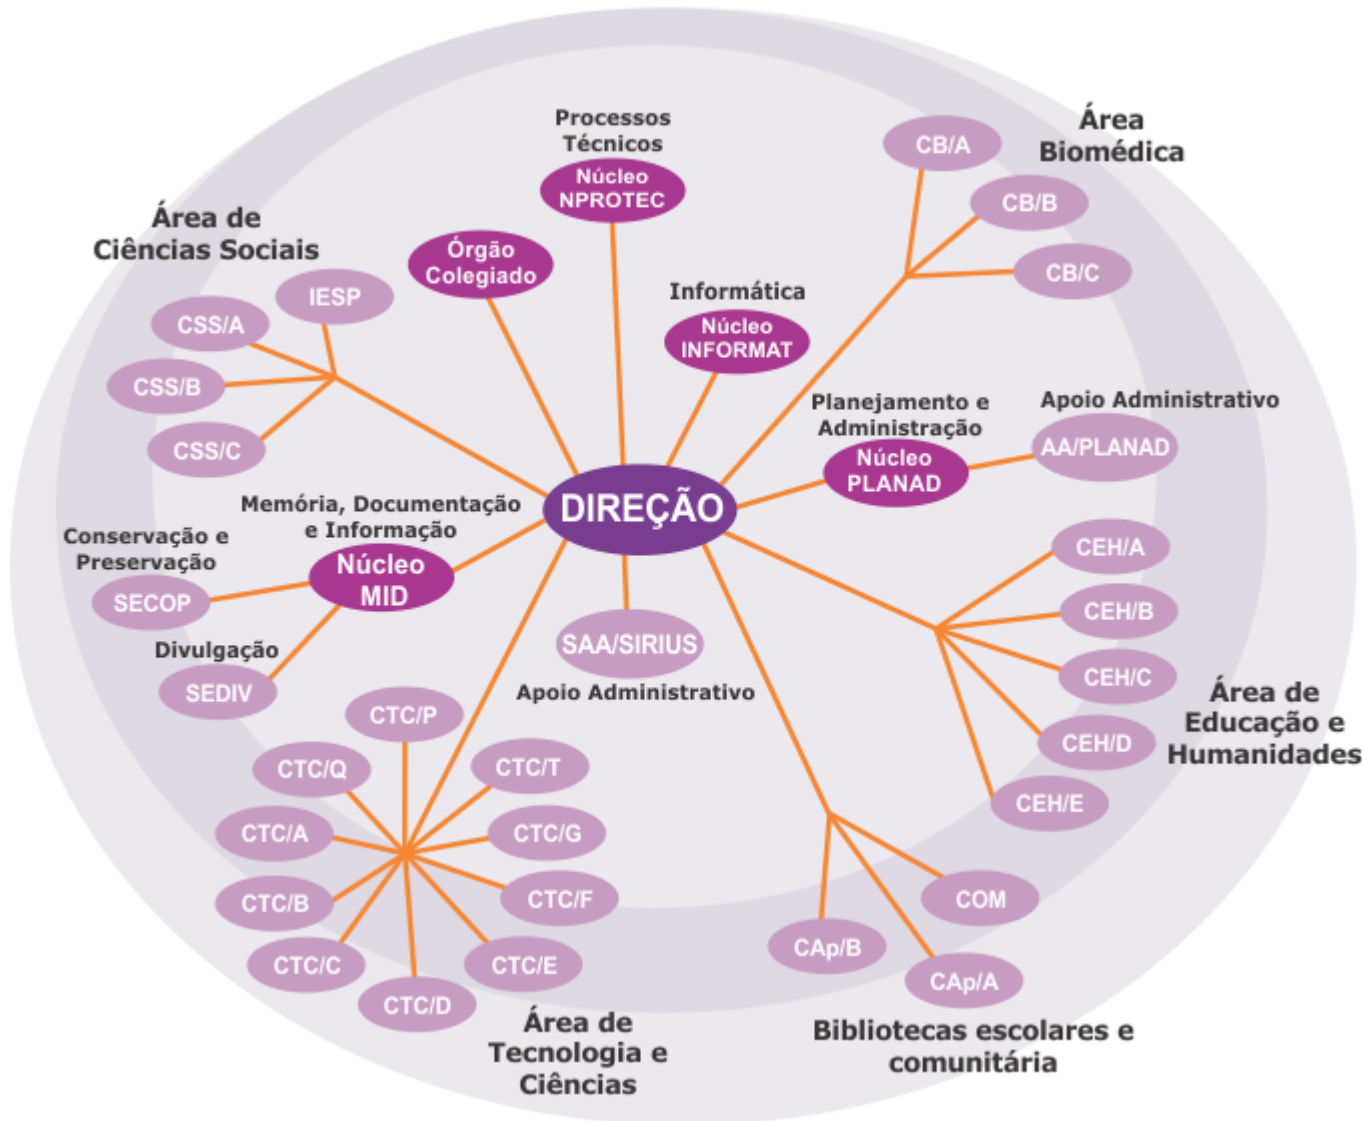 Processos
Técnicos
Núcleo
NPROTEC
Área
Biomédica
CB/A
CB/B
CB/C
Área de
Ciências Sociais
IESP
CSS/A
CSS/B
CSS/C
Órgão
Colegiado
Informática
Núcleo
INFORMAT
Planejamento e
Administração
Núcleo
PLANAD
Apoio Administrativo
AA/PLANAD
DIREÇÃO
Memória, Documentação
e Informação
Núcleo
MID
Conservação e
Preservação
SECOP
Divulgação
SEDIV
SAA/SIRIUS
Apoio Administrativo
CEH/A
CEH/B
CEH/C
CEH/D
CEH/E
Área de
Educação e
Humanidades
CTC/P
CTC/Q
CTC/T
CTC/A
CTC/G
CTC/B
CTC/F
CTC/C
CTC/E
CTC/D
Área de
Tecnologia e
Ciências
COM
CAp/B
CAp/A
Bibliotecas escolares e
comunitária